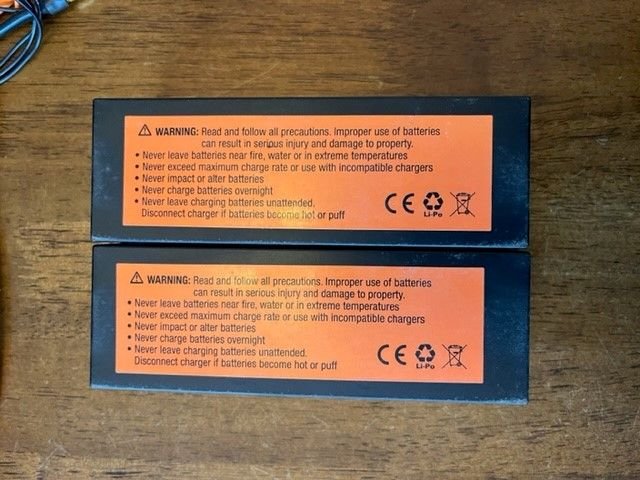 WARNING: Read and follow all precautions. Improper use of batteries
can result in serious injury and damage to property.
• Never leave batteries near fire, water or in extreme temperatures
• Never exceed maximum charge rate or use with incompatible chargers
• Never impact or alter batteries
• Never charge batteries overnight
• Never leave charging batteries unattended.
Disconnect charger if batteries become hot or puff
CE
Li-Po
WARNING: Read and follow all precautions. Improper use of batteries
can result in serious injury and damage to property.
• Never leave batteries near fire, water or in extreme temperatures
• Never exceed maximum charge rate or use with incompatible chargers
• Never impact or alter batteries
• Never charge batteries overnight
• Never leave charging batteries unattended.
Disconnect charger if batteries become hot or puff
CE
Li-Po